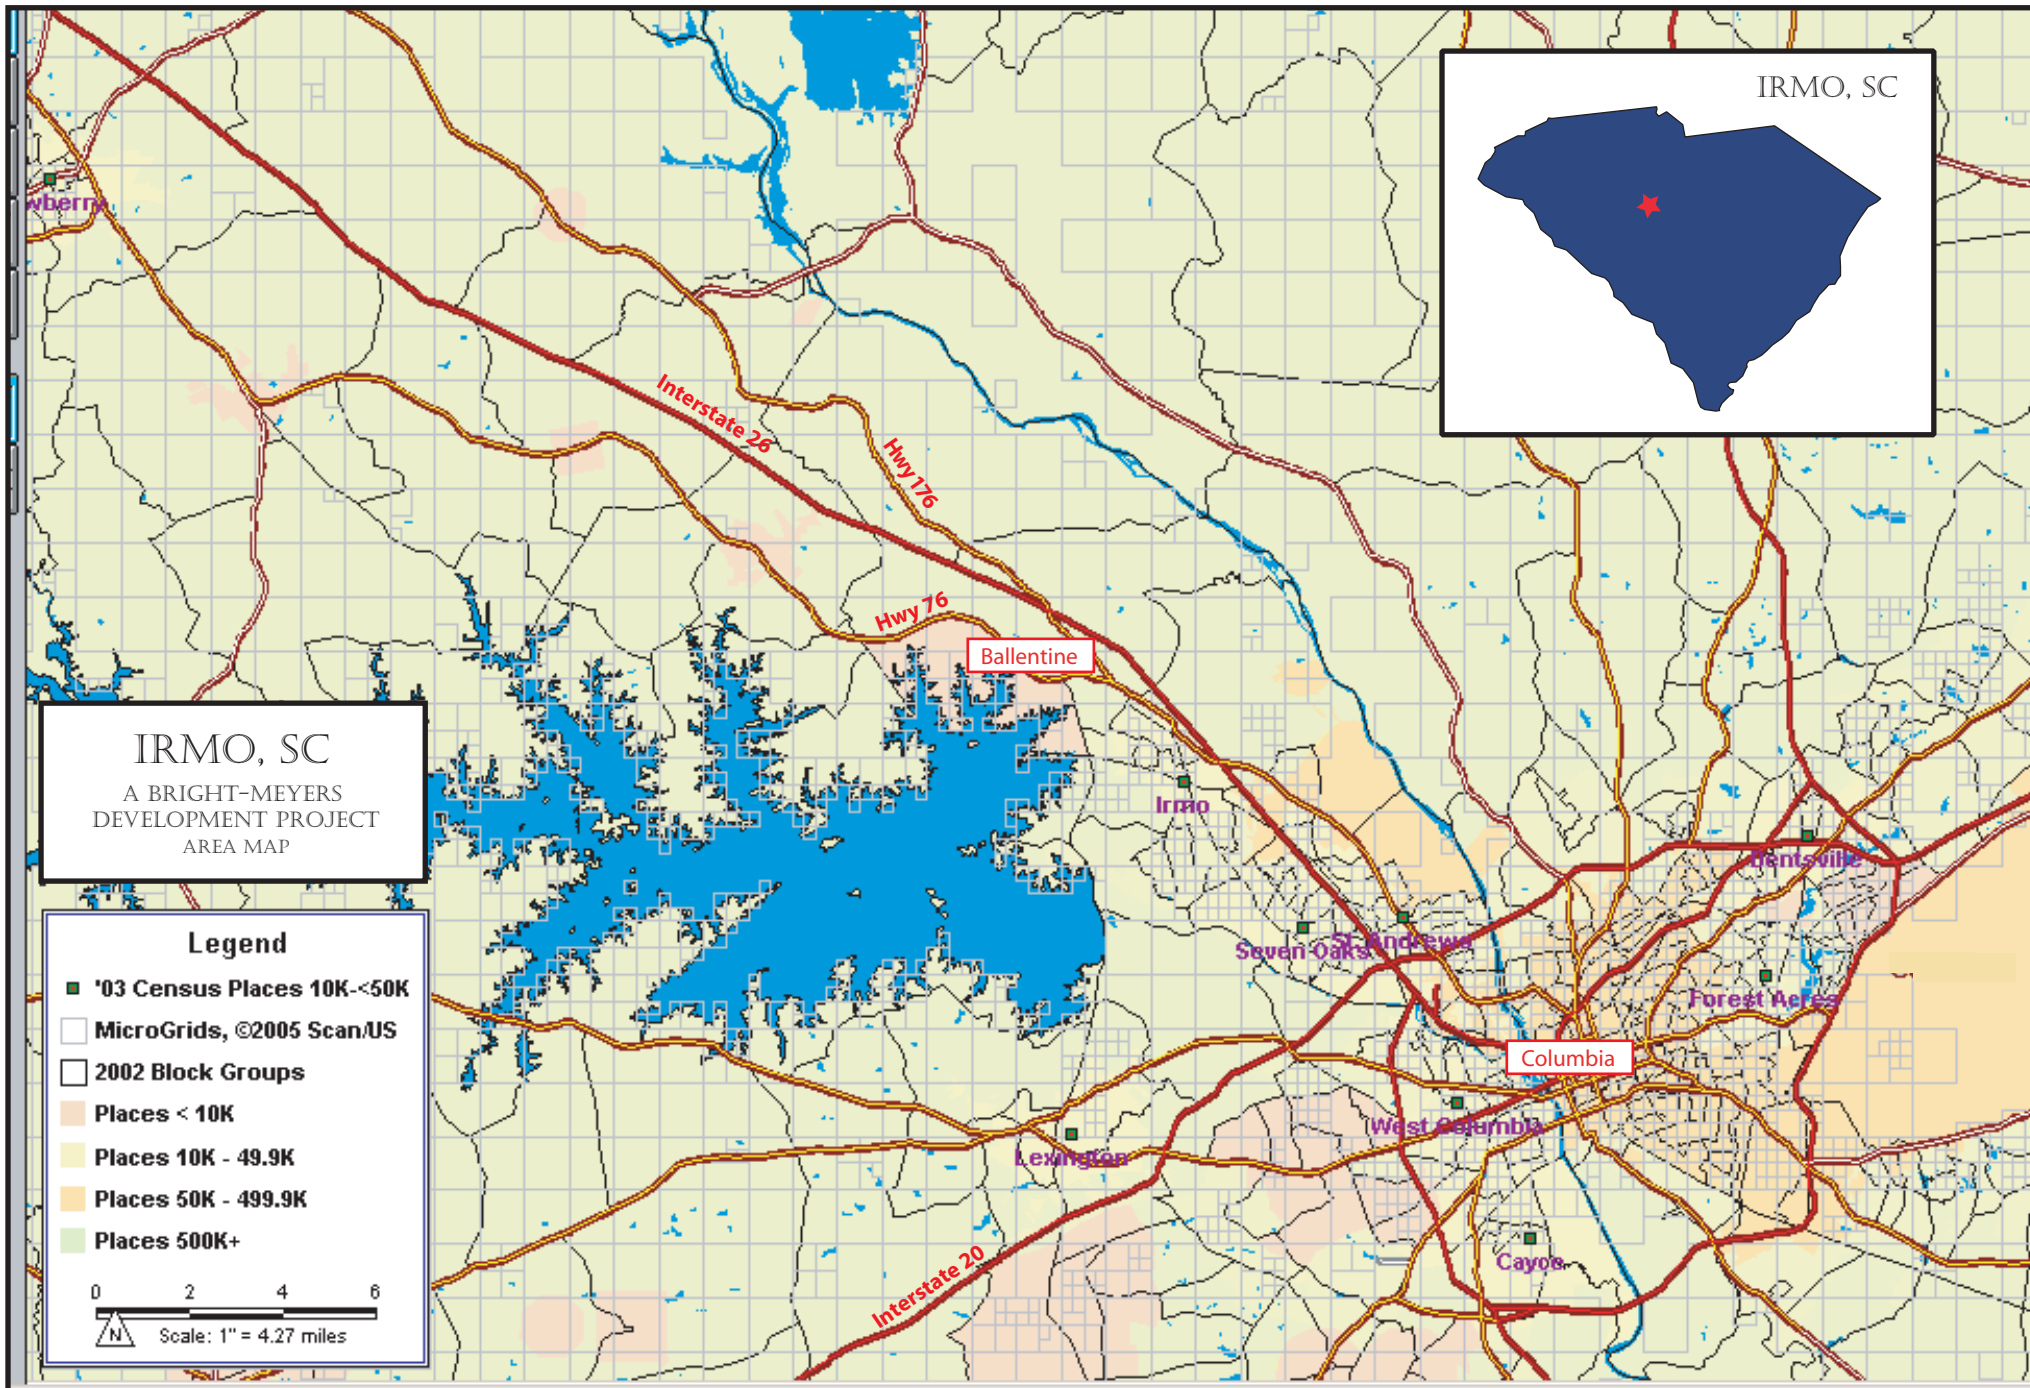 IRMO, SC
wberry
Interstate 26
Hwy 176
Hwy 76
Ballentine
IRMO, SC
A BRIGHT-MEYERS
DEVELOPMENT PROJECT
AREA MAP
Irmo
Dentsville
St. Andrews
Seven Oaks
Forest Acres
Columbia
West Columbia
Lexington
Cayce
Interstate 20
Legend
'03 Census Places 10K-<50K
MicroGrids, ©2005 Scan/US
2002 Block Groups
Places < 10K
Places 10K - 49.9K
Places 50K - 499.9K
Places 500K+
0 2 4 6
N
Scale: 1" = 4.27 miles